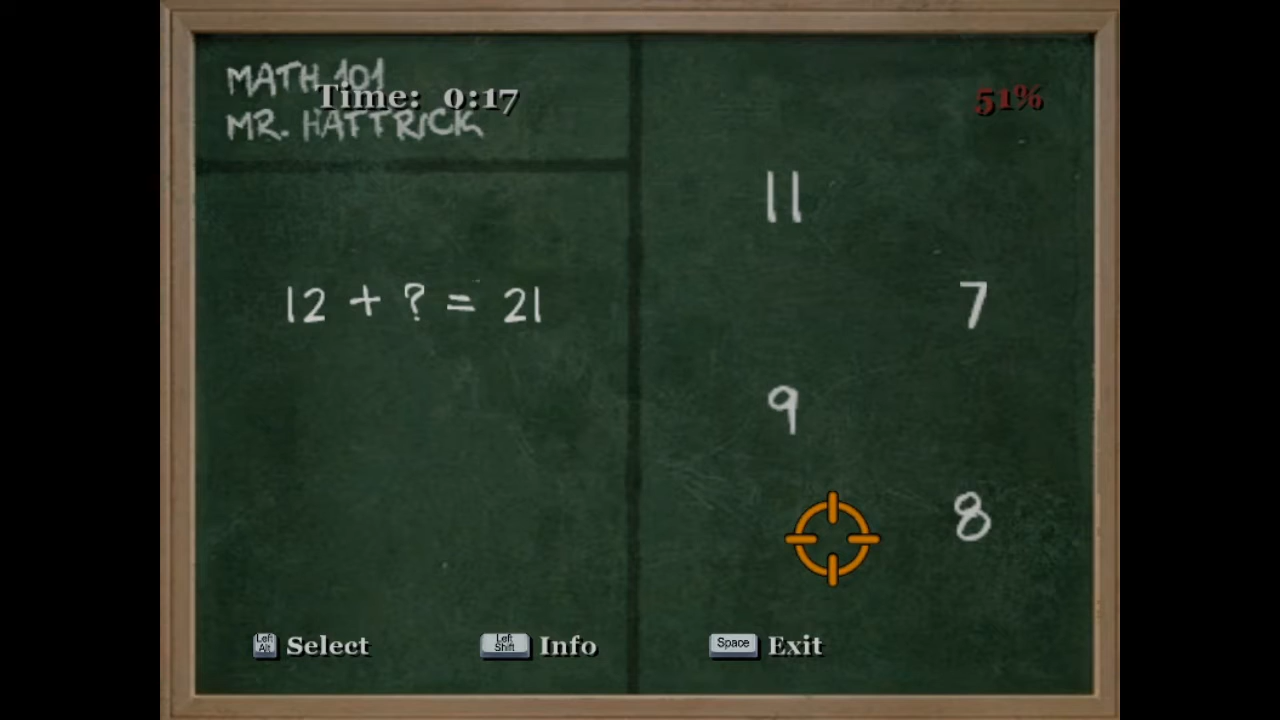 MATH 101
Time: 0:17
51%
MR. HATTRICK
11
12 + ? = 21
7
9
8
Left Alt Select
Left Shift Info
Space Exit